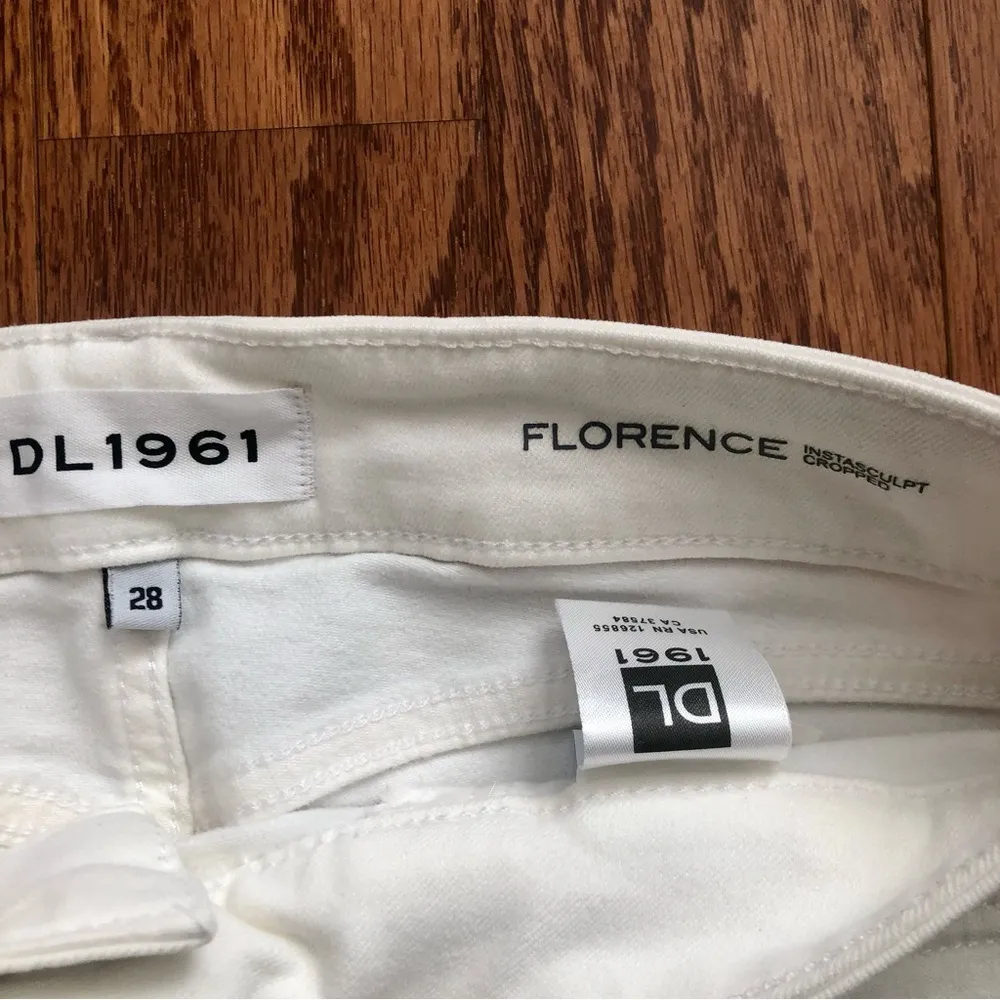 DL1961
FLORENCE INSTASCULPT
CROPPED
28
USA RN 126855
CA 37584
1961
DL